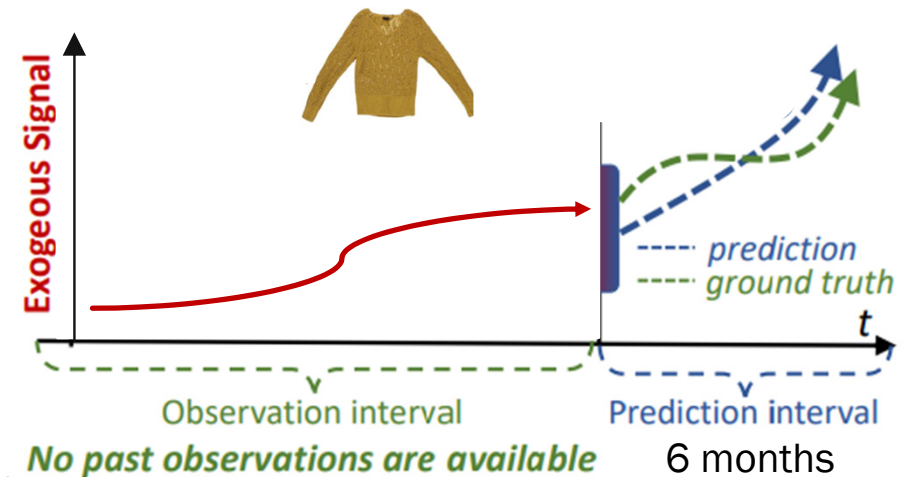 Exogeous Signal
prediction
ground truth
t
Observation interval
Prediction interval
No past observations are available
6 months